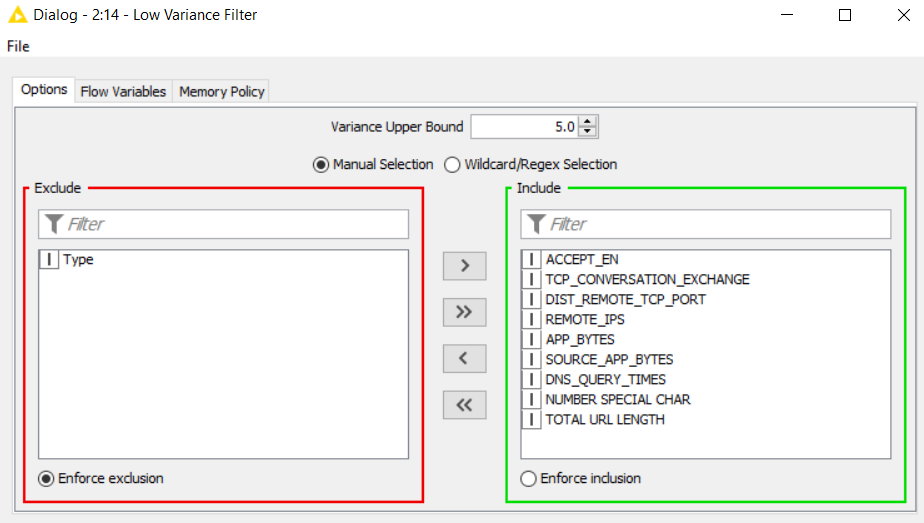 Dialog - 2:14 - Low Variance Filter
File
Options Flow Variables Memory Policy
Variance Upper Bound 5.0
Manual Selection Wildcard/Regex Selection
Exclude
Filter
I Type
Enforce exclusion
>
>>
<
<<
Include
Filter
I ACCEPT_EN
I TCP_CONVERSATION_EXCHANGE
I DIST_REMOTE_TCP_PORT
I REMOTE_IPS
I APP_BYTES
I SOURCE_APP_BYTES
I DNS_QUERY_TIMES
I NUMBER SPECIAL CHAR
I TOTAL URL LENGTH
Enforce inclusion